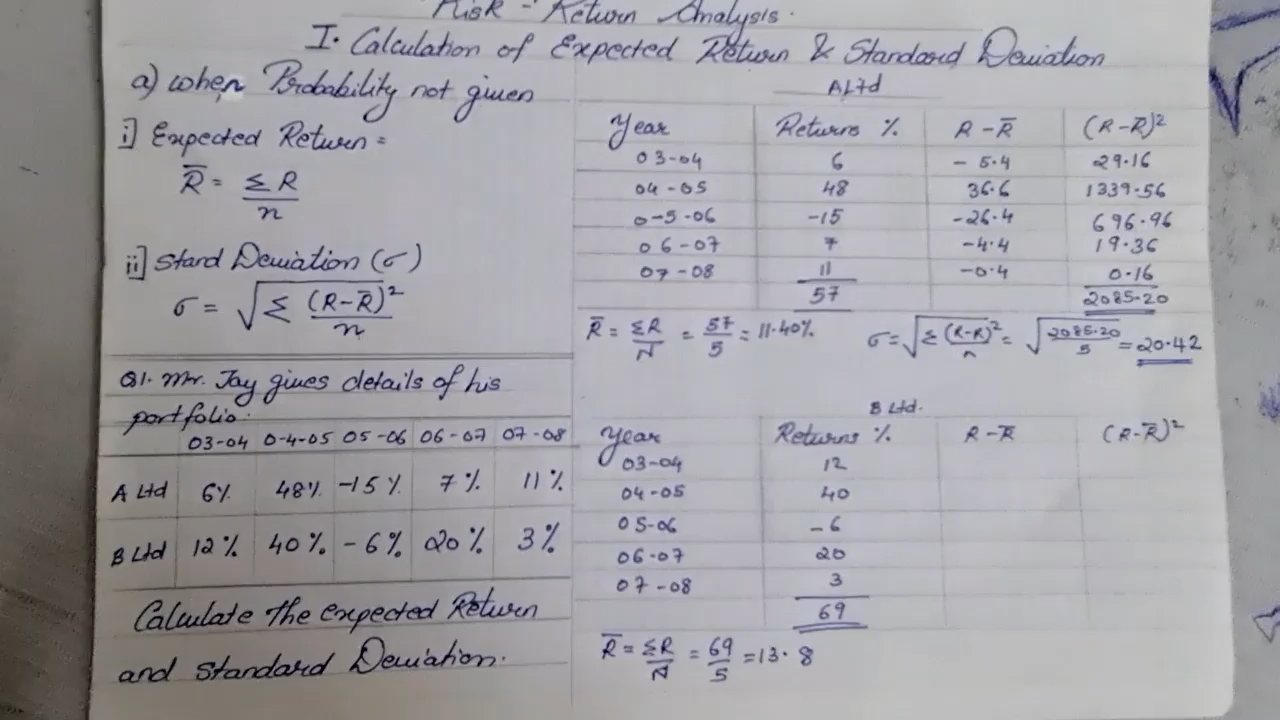 Risk - Return Analysis.
I. Calculation of Expected Return & Standard Deviation
a) when Probability not given
i] Expected Return =
R̅ = ΣR / n
ii] Stard Deviation (σ)
σ = √Σ (R-R̅)² / n
Q1. Mr. Jay gives details of his
portfolio.
03-04 0-4-05 05-06 06-07 07-08
A Ltd 6% 48% -15% 7% 11%
B Ltd 12% 40% -6% 20% 3%
Calculate the expected Return
and Standard Deviation.
A Ltd
Year Returns % R-R̅ (R-R̅)²
03-04 6 -5.4 29.16
04-05 48 36.6 1339.56
0-5-06 -15 -26.4 696.96
06-07 7 -4.4 19.36
07-08 11 -0.4 0.16
57 2085.20
R̅ = ΣR / N = 57 / 5 = 11.40% σ = √Σ (R-R)² / n = √2085.20 / 5 = 20.42
B Ltd.
Year Returns % R-R̅ (R-R̅)²
03-04 12
04-05 40
05-06 -6
06-07 20
07-08 3
69
R̅ = ΣR / N = 69 / 5 = 13.8